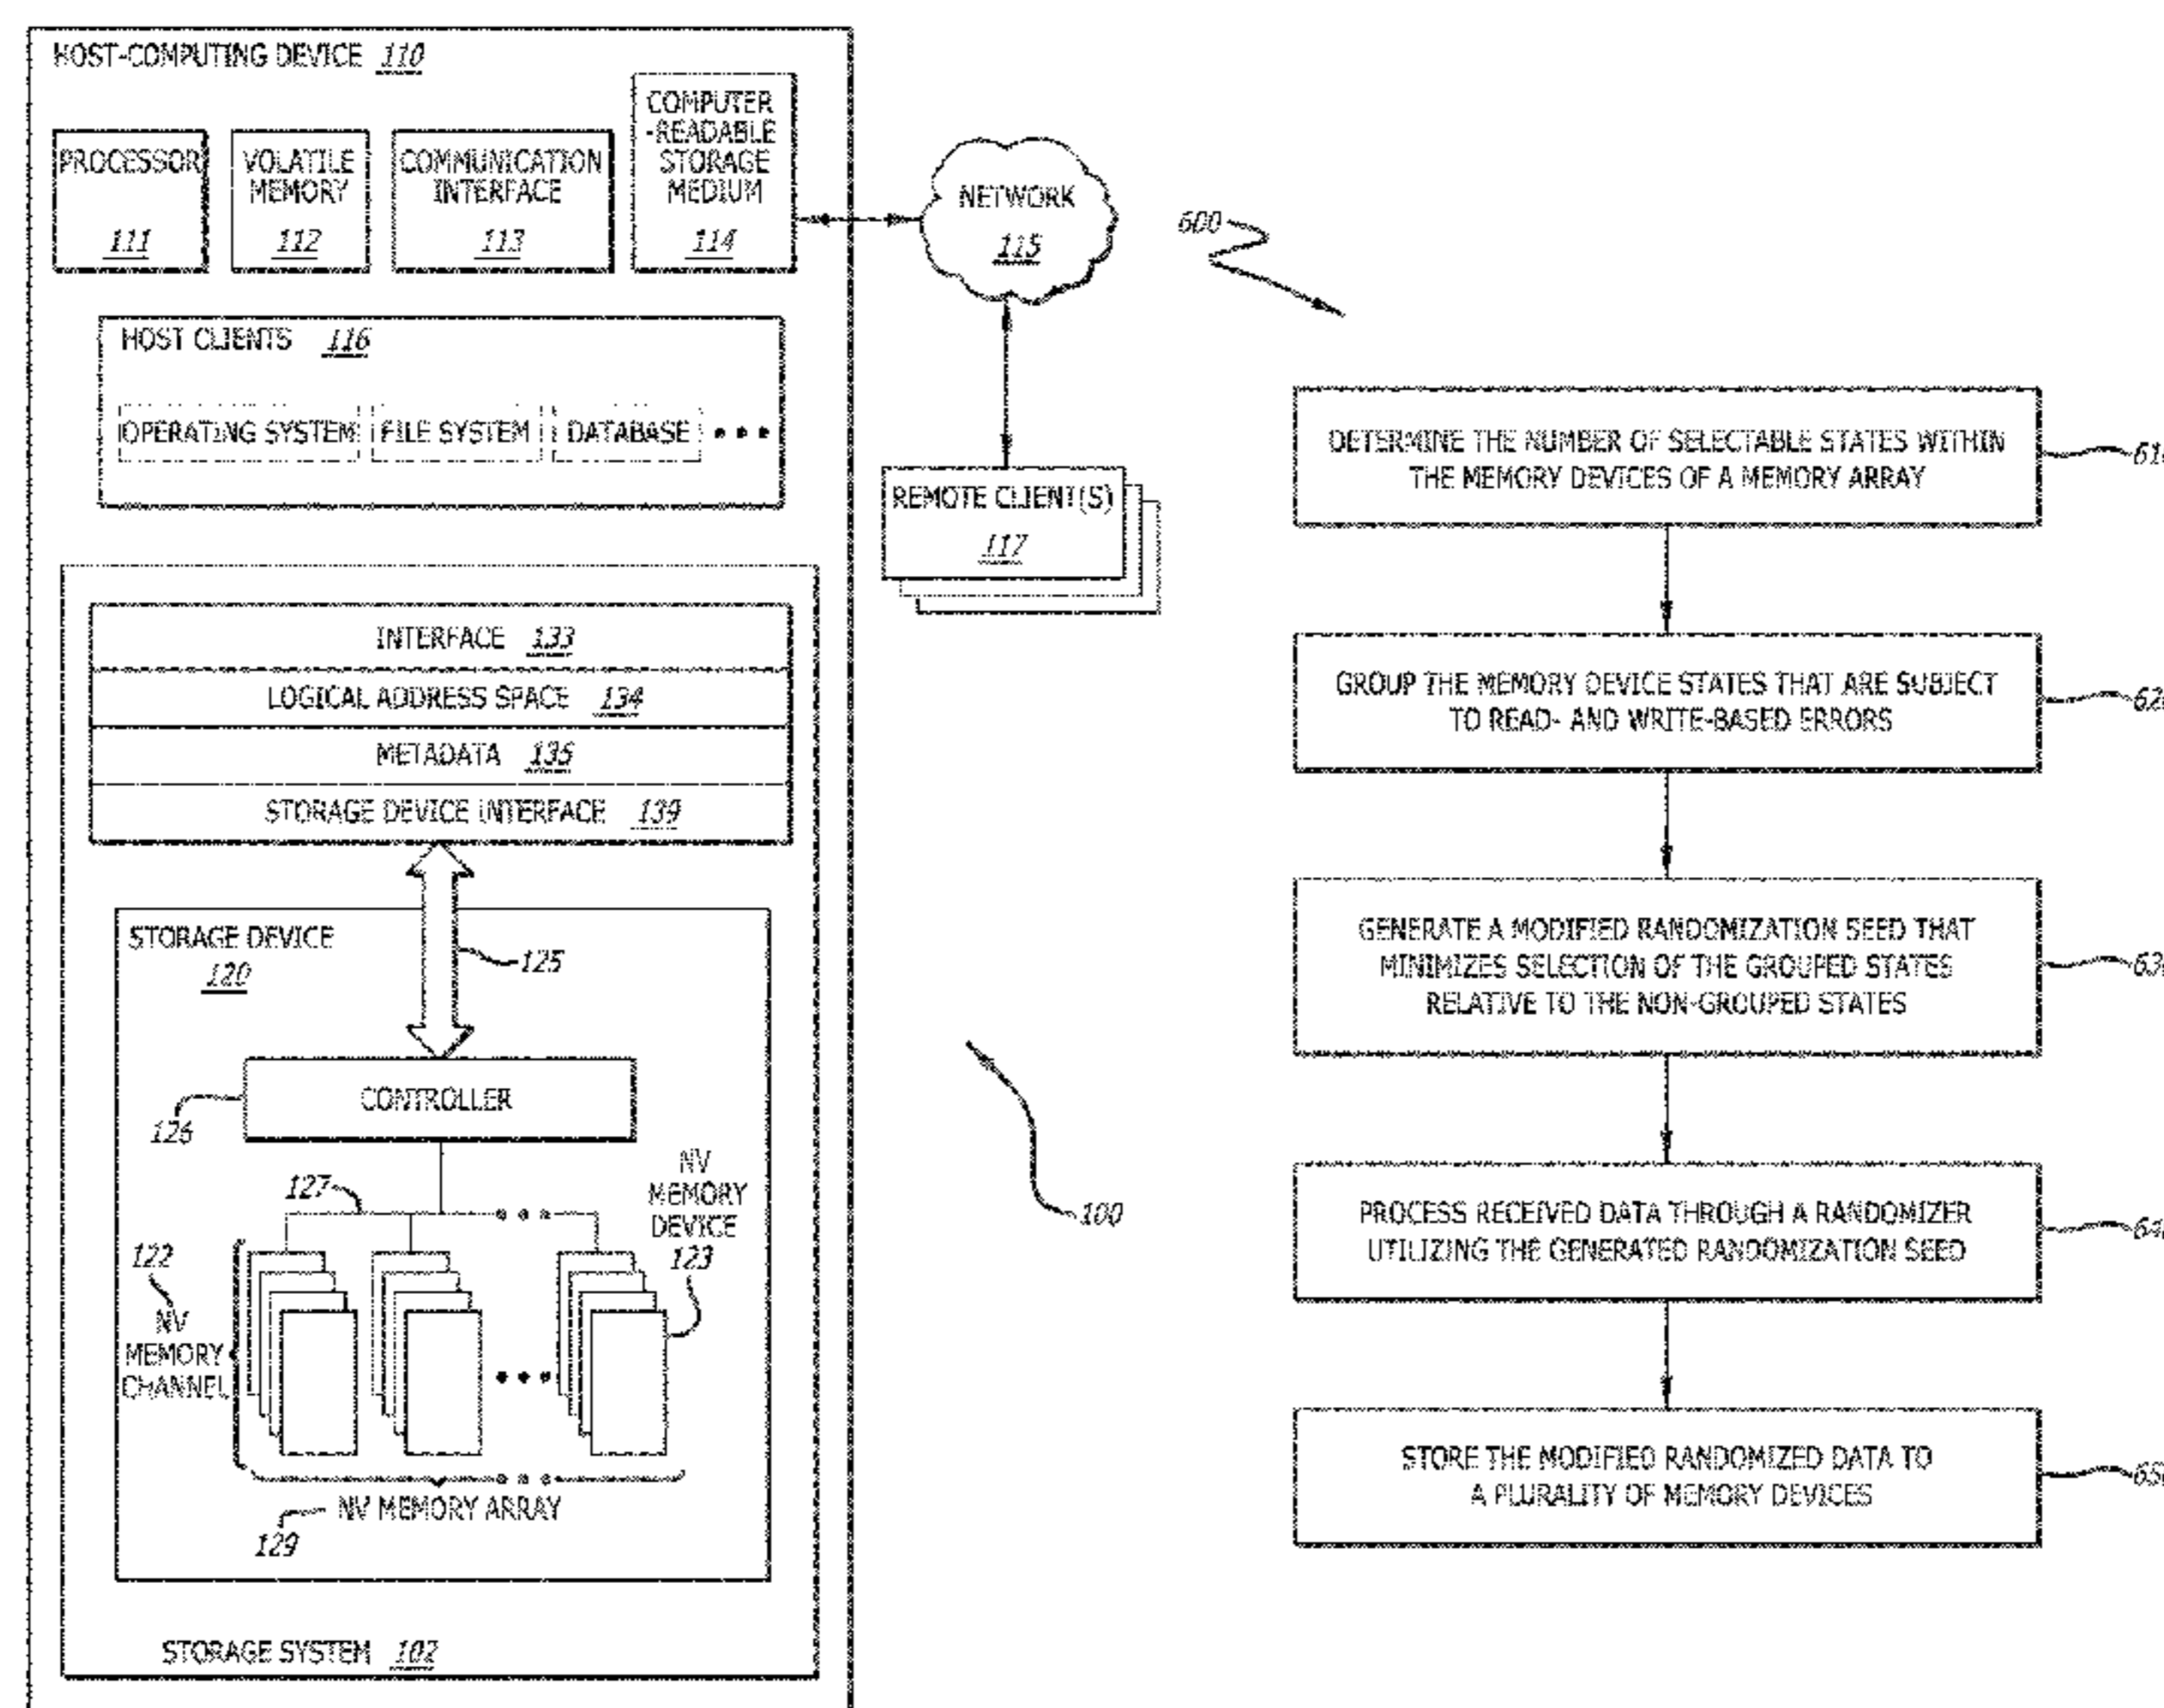 HOST-COMPUTING DEVICE 110
PROCESSOR
111
VOLATILE
MEMORY
112
COMMUNICATION
INTERFACE
113
COMPUTER
-READABLE
STORAGE
MEDIUM
114
NETWORK
115
HOST CLIENTS 116
OPERATING SYSTEM
FILE SYSTEM
DATABASE
REMOTE CLIENT(S)
117
INTERFACE 133
LOGICAL ADDRESS SPACE 134
METADATA 135
STORAGE DEVICE INTERFACE 139
STORAGE DEVICE
120
125
CONTROLLER
126
127
NV
MEMORY
DEVICE
123
122
NV
MEMORY
CHANNEL
NV MEMORY ARRAY
129
STORAGE SYSTEM 102
100
600
DETERMINE THE NUMBER OF SELECTABLE STATES WITHIN
THE MEMORY DEVICES OF A MEMORY ARRAY
GROUP THE MEMORY DEVICE STATES THAT ARE SUBJECT
TO READ- AND WRITE-BASED ERRORS
GENERATE A MODIFIED RANDOMIZATION SEED THAT
MINIMIZES SELECTION OF THE GROUPED STATES
RELATIVE TO THE NON-GROUPED STATES
PROCESS RECEIVED DATA THROUGH A RANDOMIZER
UTILIZING THE GENERATED RANDOMIZATION SEED
STORE THE MODIFIED RANDOMIZED DATA TO
A PLURALITY OF MEMORY DEVICES